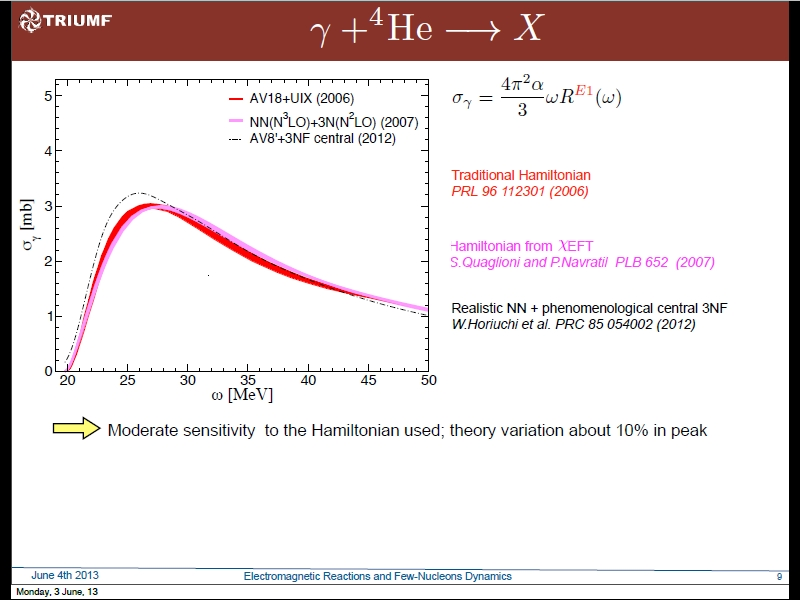 TRIUMF
γ + ⁴He ⟶ X
σγ = 4π²α/3 ωR^E1(ω)
AV18+UIX (2006)
NN(N³LO)+3N(N²LO) (2007)
AV8'+3NF central (2012)
5
4
3
2
1
0
σγ [mb]
20 25 30 35 40 45 50
ω [MeV]
Traditional Hamiltonian
PRL 96 112301 (2006)
Hamiltonian from χEFT
S.Quaglioni and P.Navratil PLB 652 (2007)
Realistic NN + phenomenological central 3NF
W.Horiuchi et al. PRC 85 054002 (2012)
Moderate sensitivity to the Hamiltonian used; theory variation about 10% in peak
June 4th 2013 Electromagnetic Reactions and Few-Nucleons Dynamics 9
Monday, 3 June, 13